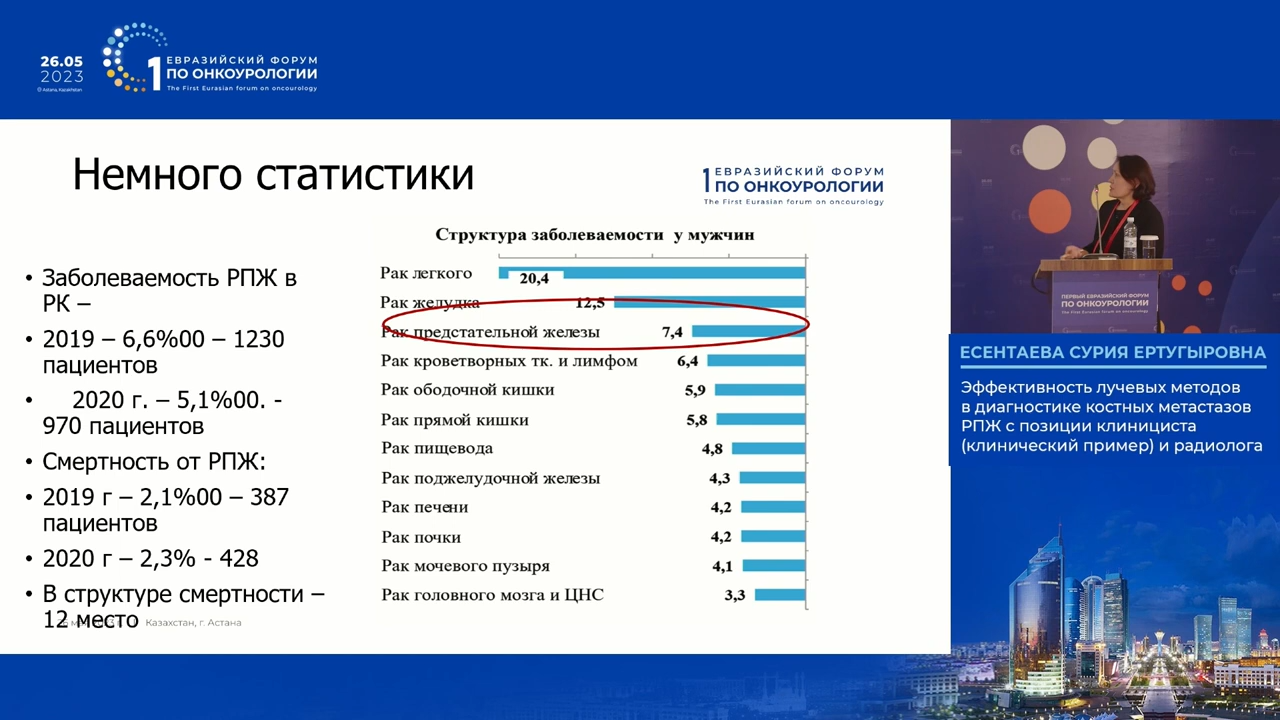 26.05
2023
Astana, Kazakhstan
1 ЕВРАЗИЙСКИЙ ФОРУМ
ПО ОНКОУРОЛОГИИ
The First Eurasian forum on oncourology
Немного статистики
1 ЕВРАЗИЙСКИЙ ФОРУМ
ПО ОНКОУРОЛОГИИ
The First Eurasian forum on oncourology
• Заболеваемость РПЖ в
РК –
• 2019 – 6,6%00 – 1230
пациентов
• 2020 г. – 5,1%00. -
970 пациентов
• Смертность от РПЖ:
• 2019 г – 2,1%00 – 387
пациентов
• 2020 г – 2,3% - 428
• В структуре смертности –
12 место
Казахстан, г. Астана
Структура заболеваемости у мужчин
Рак легкого 20,4
Рак желудка 12,5
Рак предстательной железы 7,4
Рак кроветворных тк. и лимфом 6,4
Рак ободочной кишки 5,9
Рак прямой кишки 5,8
Рак пищевода 4,8
Рак поджелудочной железы 4,3
Рак печени 4,2
Рак почки 4,2
Рак мочевого пузыря 4,1
Рак головного мозга и ЦНС 3,3
ПЕРВЫЙ ЕВРАЗИЙСКИЙ ФОРУМ
ПО ОНКОУРОЛОГИИ
ЕСЕНТАЕВА СУРИЯ ЕРТУГЫРОВНА
Эффективность лучевых методов
в диагностике костных метастазов
РПЖ с позиции клинициста
(клинический пример) и радиолога